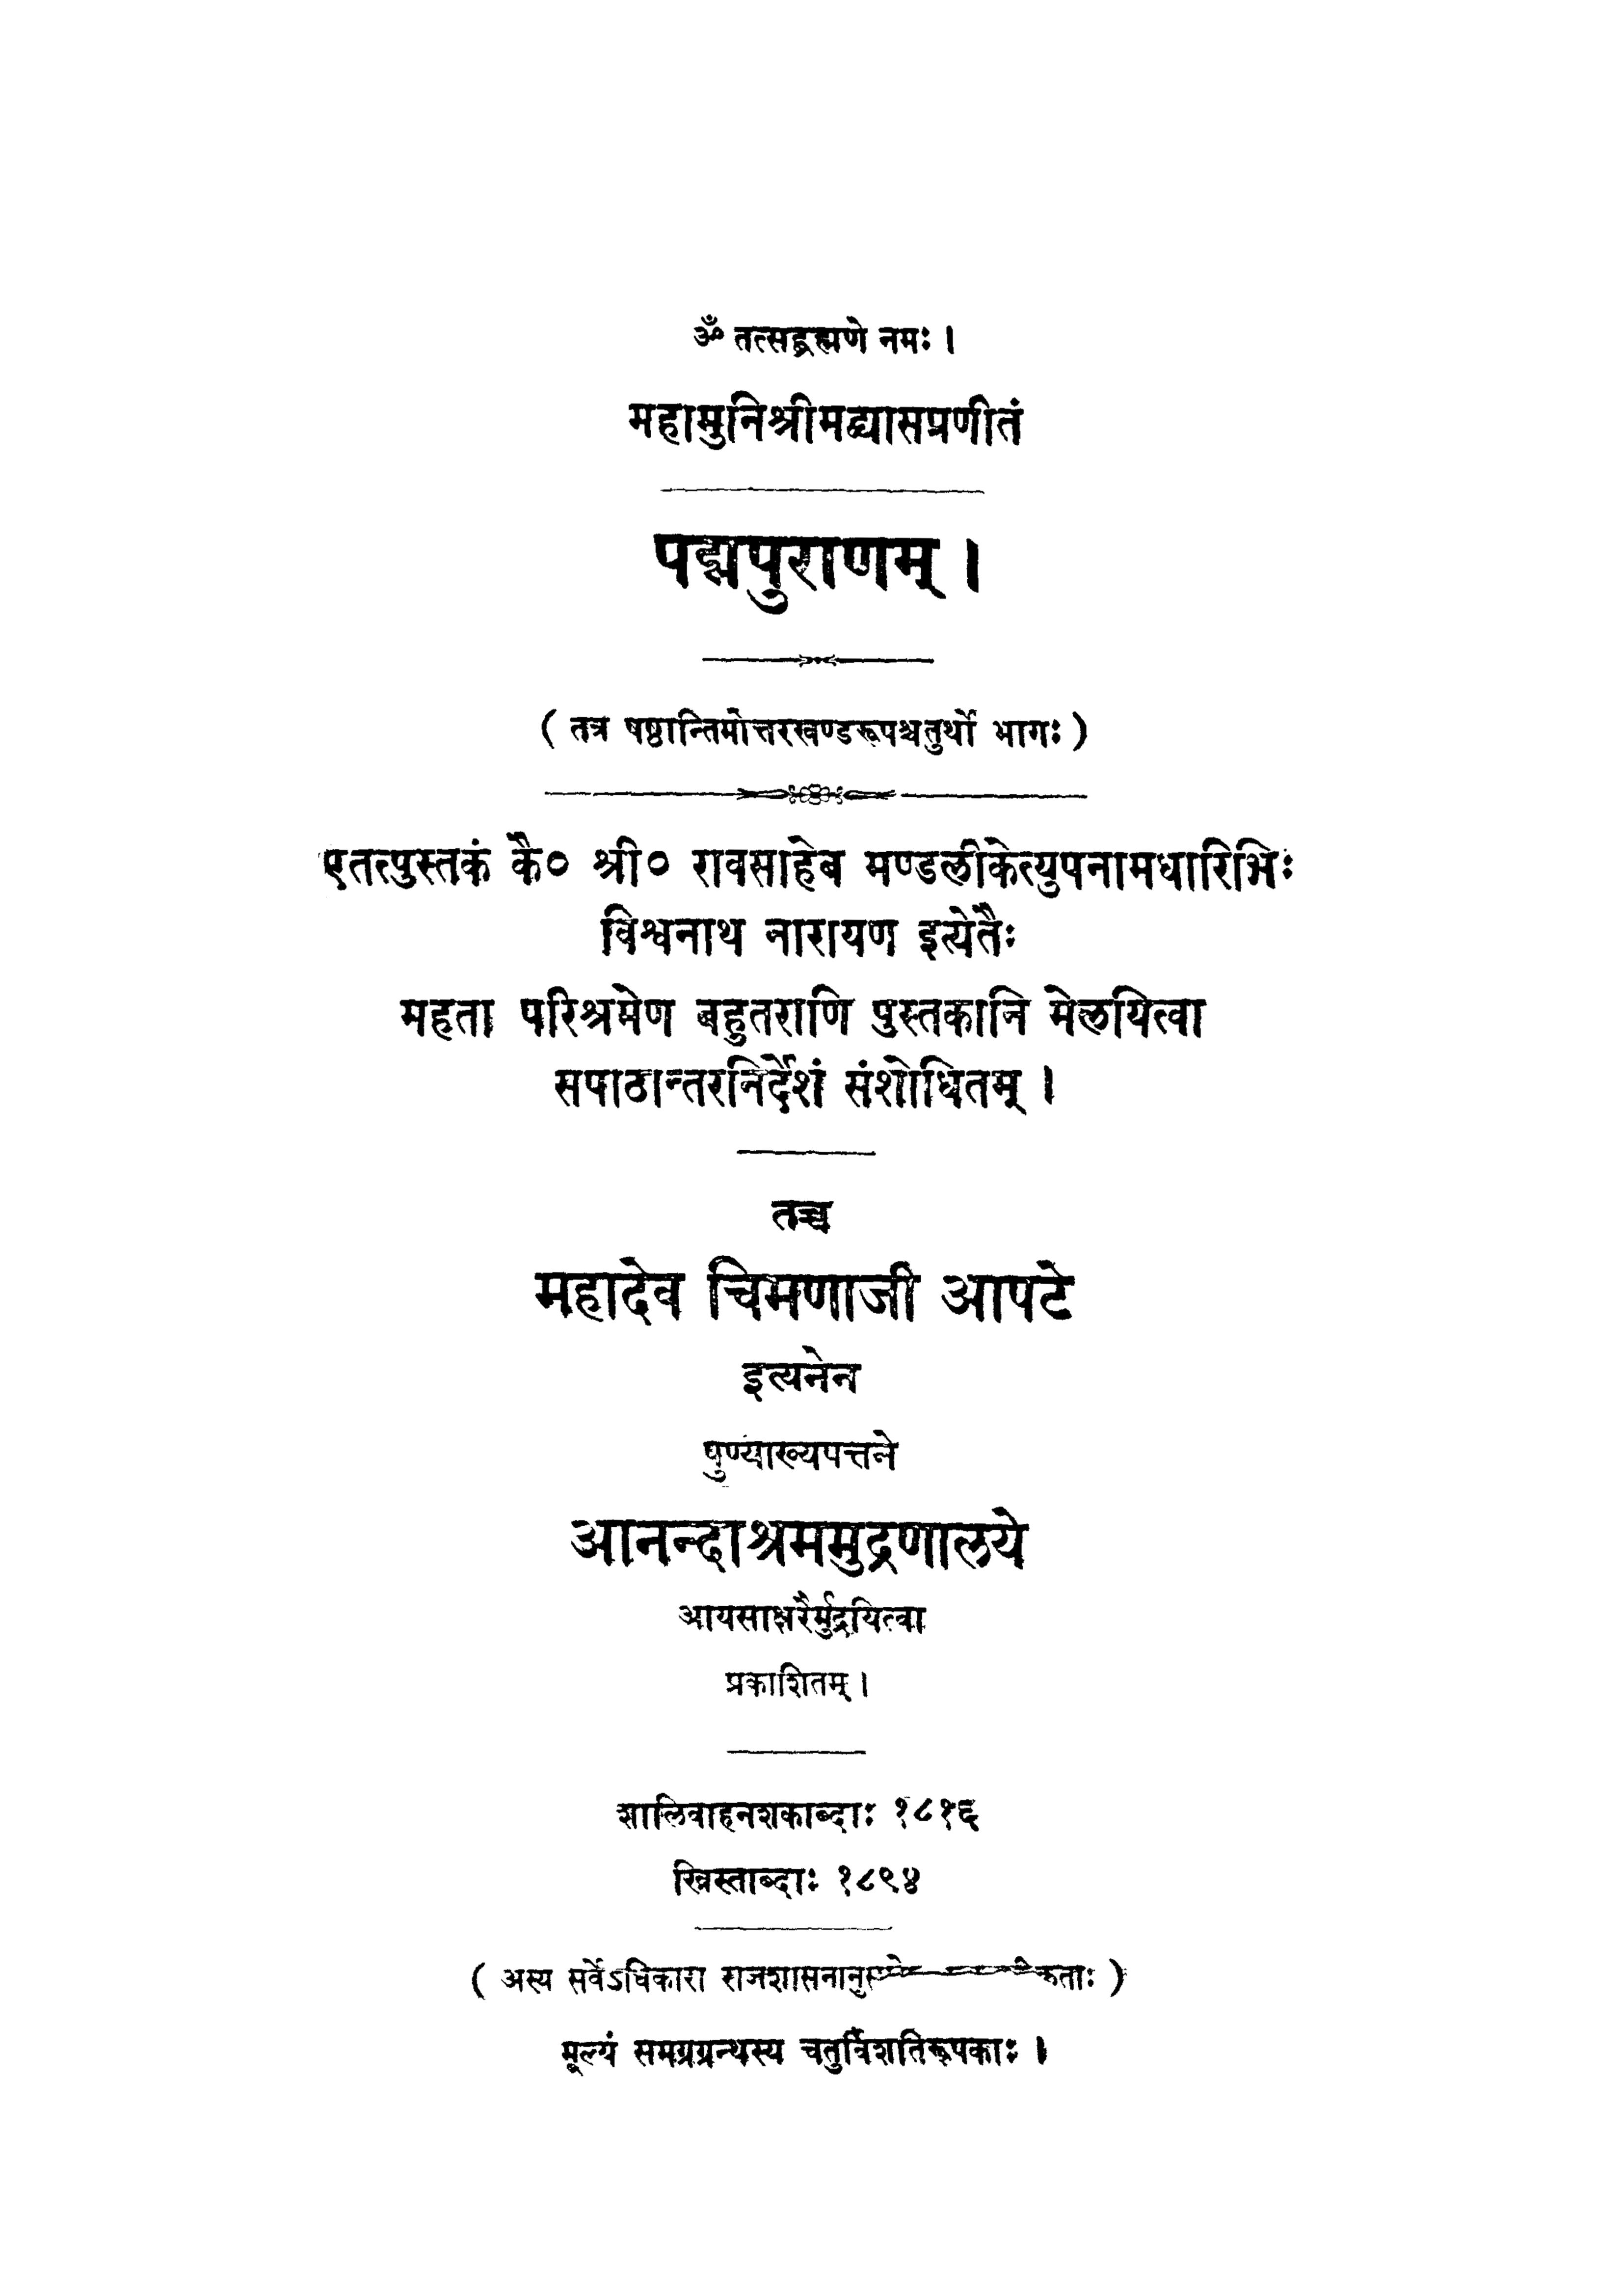 ॐ तत्सद्ब्रह्मणे नमः ।
महामुनिश्रीमद्व्यासप्रणीतं
पद्मपुराणम् ।
( तत्र षष्ठान्तिमोत्तरखण्डरूपश्चतुर्थो भागः )
एतत्पुस्तकं कै० श्री० रावसाहेब मण्डलीकेत्युपनामधारिभिः
विश्वनाथ नारायण इत्येतैः
महता परिश्रमेण बहुतराणि पुस्तकानि मेलयित्वा
सपाठान्तरनिर्देशं संशोधितम् ।
तच्च
महादेव चिमणाजी आपटे
इत्यनेन
पुण्याख्यपत्तने
आनन्दाश्रममुद्रणालये
आयसाक्षरैर्मुद्रयित्वा
प्रकाशितम् ।
शालिवाहनशकाब्दाः १८१६
ख्रिस्ताब्दाः १८९४
( अस्य सर्वेऽधिकारा )
मूल्यं समग्रग्रन्थस्य चतुर्विंशतिरूपकाः ।